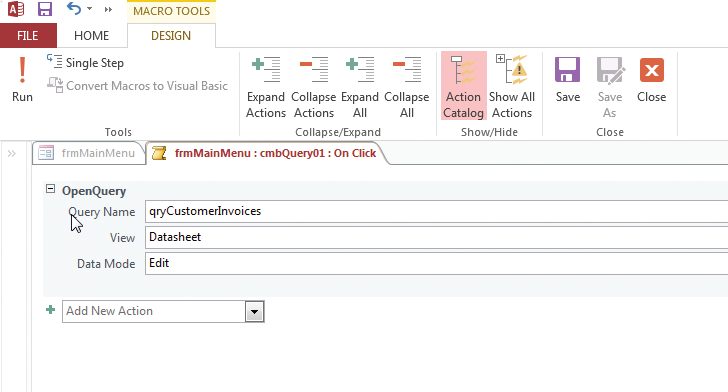 MACRO TOOLS
FILE HOME DESIGN
Run
Single Step
Convert Macros to Visual Basic
Tools
Expand Actions
Collapse Actions
Expand All
Collapse All
Collapse/Expand
Action Catalog
Show All Actions
Show/Hide
Save
Save As
Close
Close
frmMainMenu
frmMainMenu : cmbQuery01 : On Click
OpenQuery
Query Name qryCustomerInvoices
View Datasheet
Data Mode Edit
Add New Action